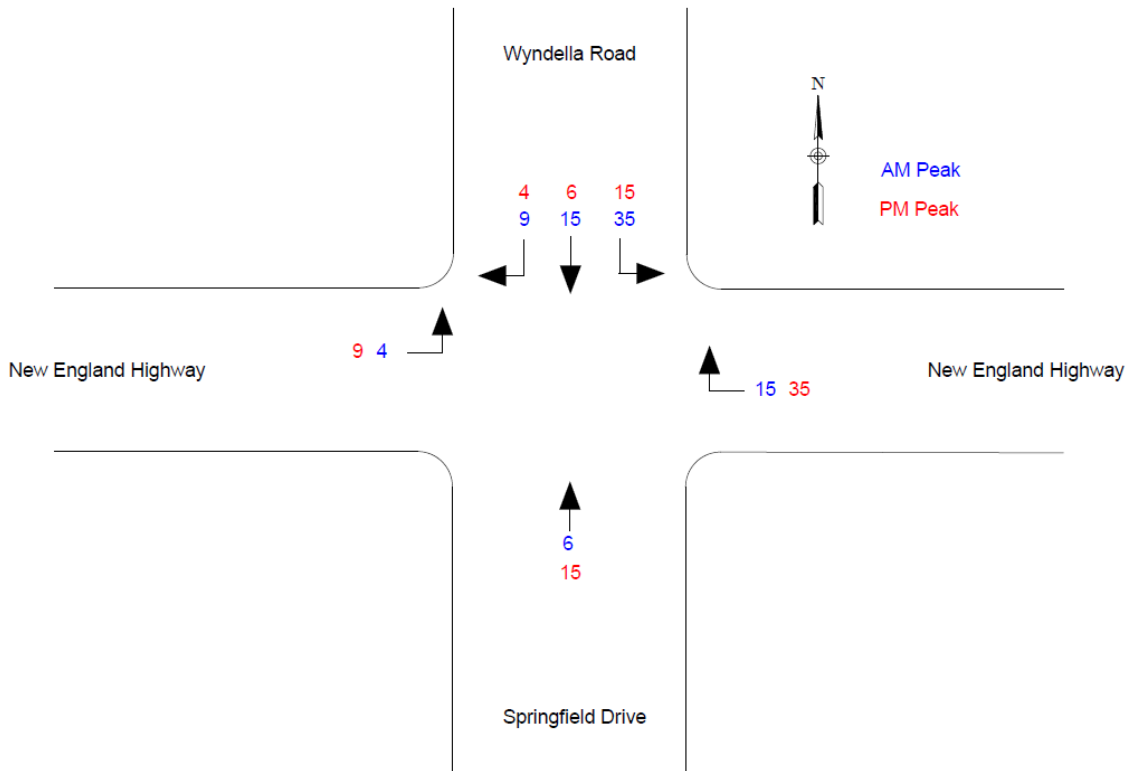 Wyndella Road
N
AM Peak
PM Peak
4 6 15
9 15 35
9 4
New England Highway
New England Highway
15 35
6
15
Springfield Drive